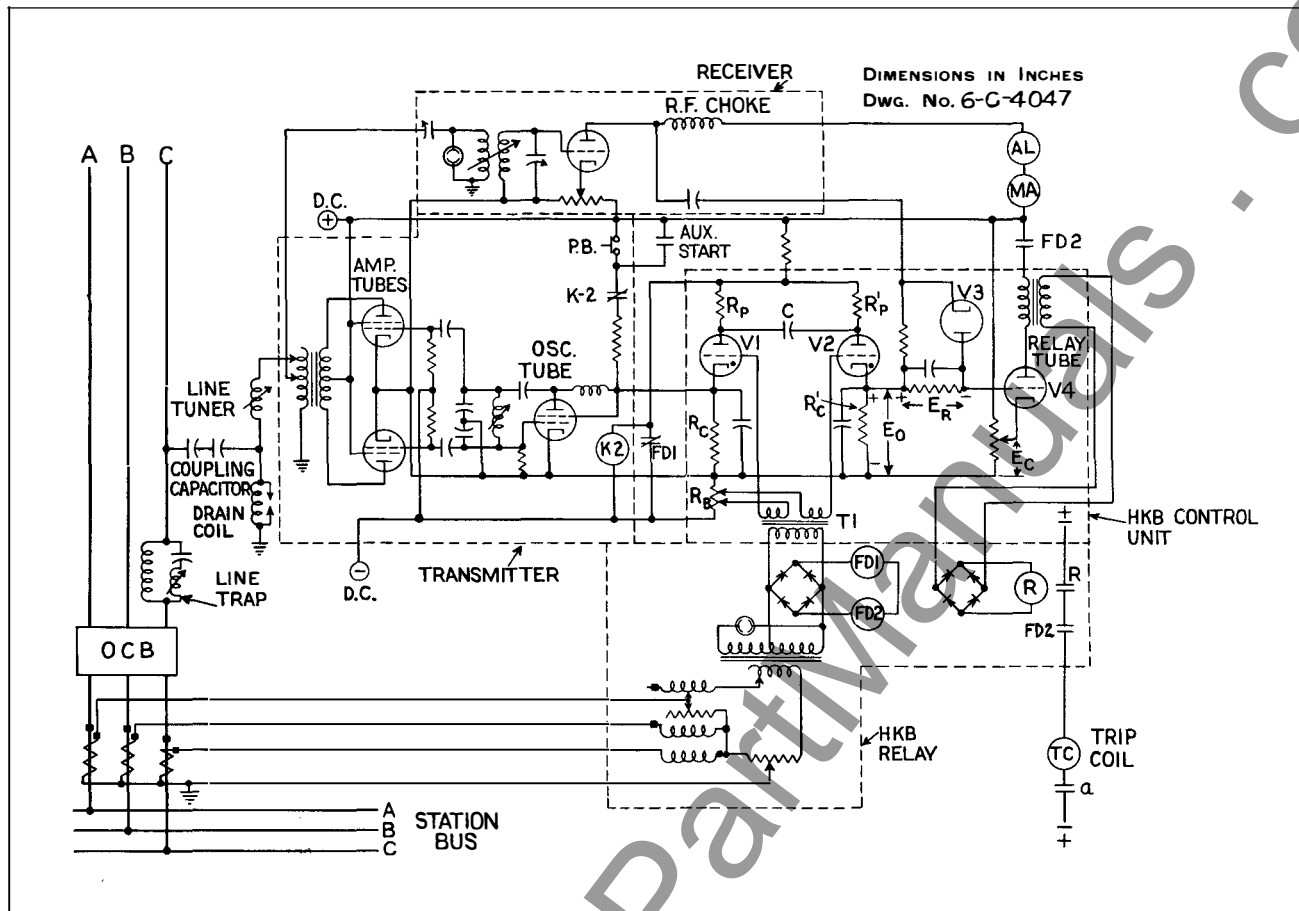 RECEIVER
DIMENSIONS IN INCHES
DWG. No. 6-C-4047
R.F. CHOKE
A B C
AL
MA
D.C.
+
P.B.
AUX.
START
FD2
AMP.
TUBES
K-2
RP
C
R'P
V3
V1
V2
OSC.
TUBE
RELAY
TUBE
V4
LINE
TUNER
RC
R'C
+ + -
ER
EO
EC
K2
FD1
-
COUPLING
CAPACITOR
DRAIN
COIL
RB
T1
HKB CONTROL
UNIT
±
LINE
TRAP
-
D.C.
TRANSMITTER
FD1
FD2
R
R
FD2
OCB
HKB
RELAY
TC
TRIP
COIL
a
A
B
C
STATION
BUS
∓
PartManuals . co